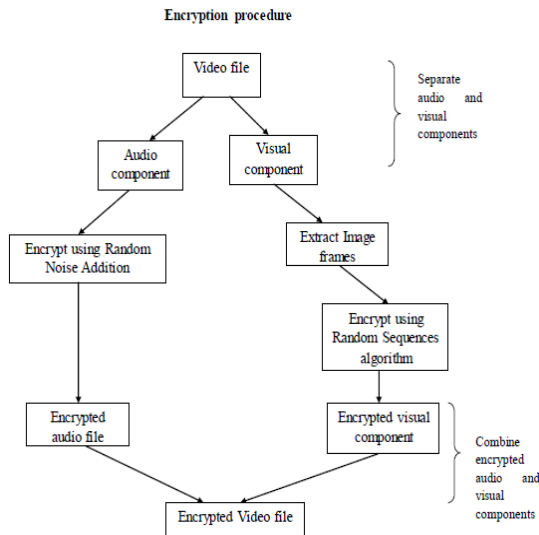 Encryption procedure
Video file
Separate
audio and
visual
components
Audio
component
Visual
component
Encrypt using Random
Noise Addition
Extract Image
frames
Encrypt using
Random Sequences
algorithm
Encrypted
audio file
Encrypted visual
component
Combine
encrypted
audio and
visual
components
Encrypted Video file